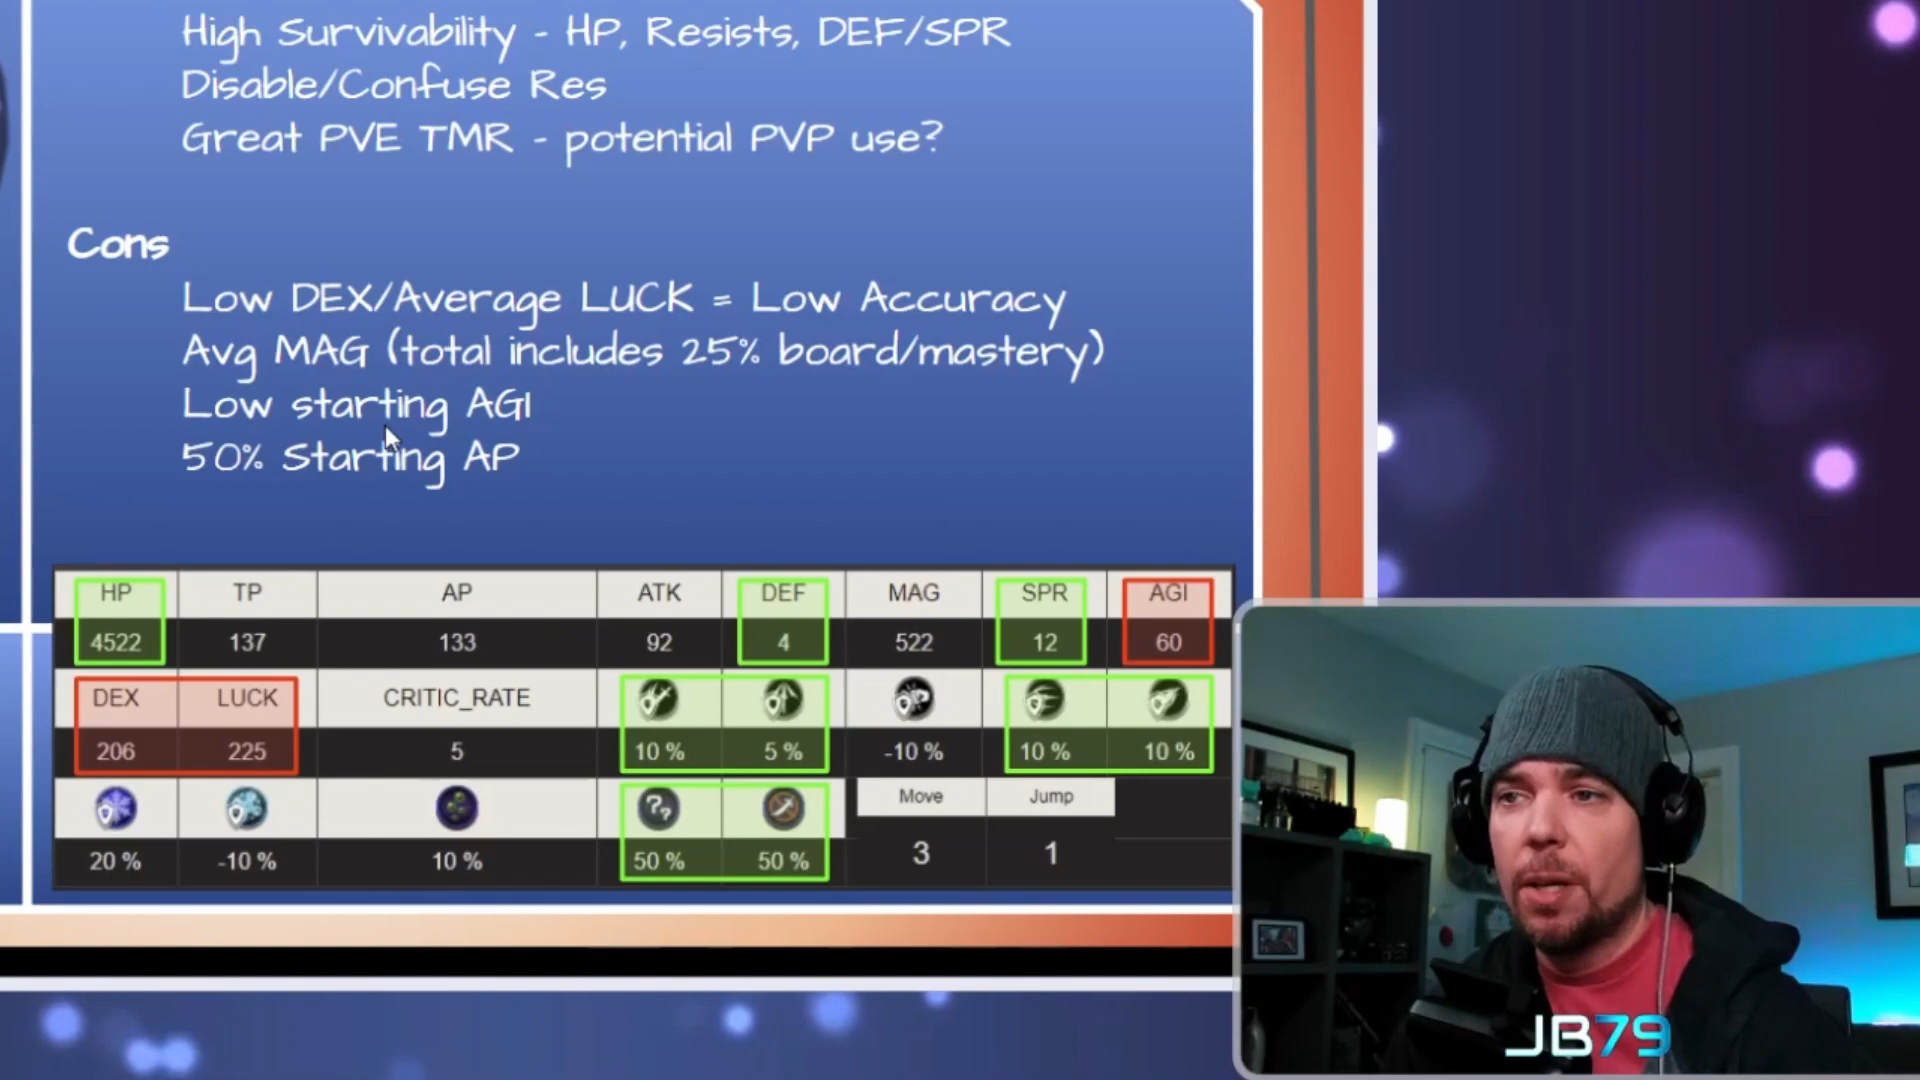 High Survivability - HP, Resists, DEF/SPR
Disable/Confuse Res
Great PVE TMR - potential PVP use?
Cons
Low DEX/Average LUCK = Low Accuracy
Avg MAG (total includes 25% board/mastery)
Low starting AGI
50% Starting AP
HP TP AP ATK DEF MAG SPR AGI
4522 137 133 92 4 522 12 60
DEX LUCK CRITIC_RATE
206 225 5 10 % 5 % -10 % 10 % 10 %
?? Move Jump
20 % -10 % 10 % 50 % 50 % 3 1
JB79